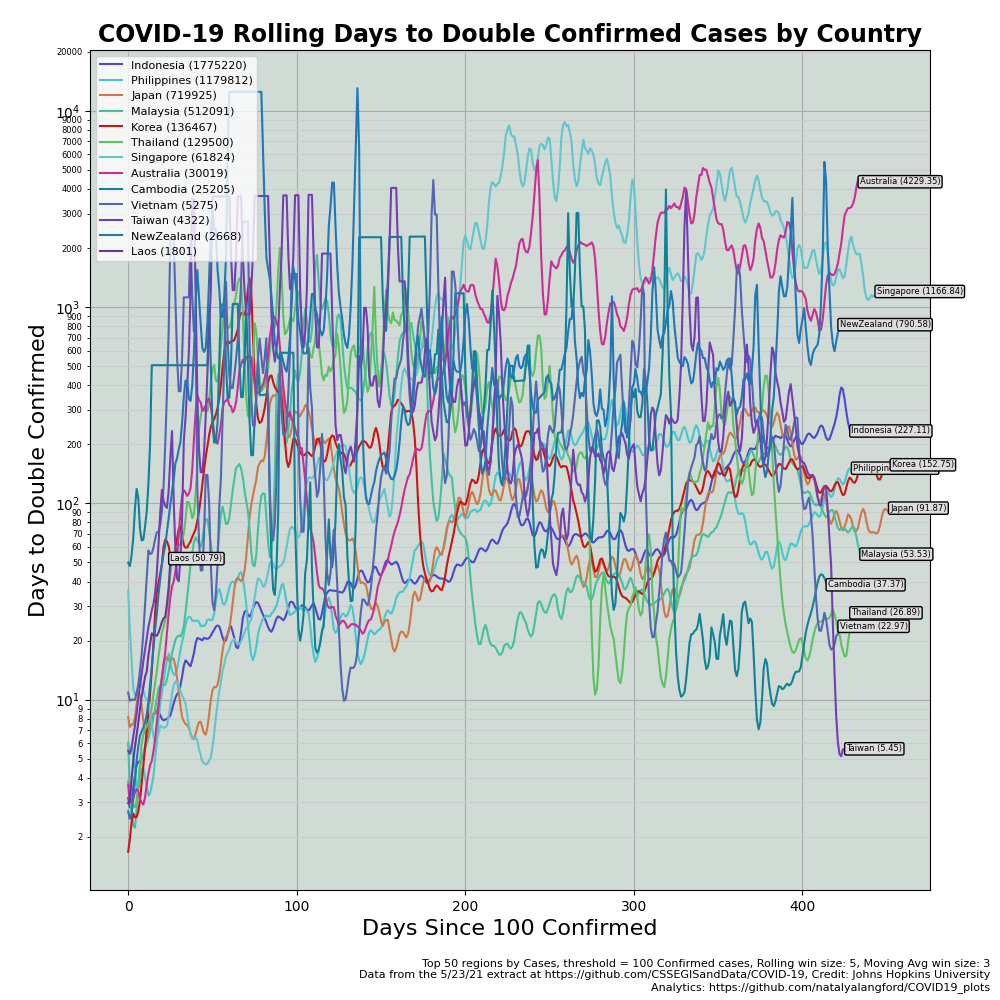 COVID-19 Rolling Days to Double Confirmed Cases by Country
Indonesia (1775220)
Philippines (1179812)
Japan (719925)
Malaysia (512091)
Korea (136467)
Thailand (129500)
Singapore (61824)
Australia (30019)
Cambodia (25205)
Vietnam (5275)
Taiwan (4322)
NewZealand (2668)
Laos (1801)
Days to Double Confirmed
20000
10^4
9000
8000
7000
6000
5000
4000
3000
2000
10^3
900
800
700
600
500
400
300
200
10^2
90
80
70
60
50
40
30
20
10^1
9
8
7
6
5
4
3
2
Australia (4229.35)
Singapore (1166.84)
NewZealand (790.58)
Indonesia (227.11)
Korea (152.75)
Japan (91.87)
Malaysia (53.53)
Laos (50.79)
Cambodia (37.37)
Thailand (26.89)
Vietnam (22.97)
Taiwan (5.45)
0 100 200 300 400
Days Since 100 Confirmed
Top 50 regions by Cases, threshold = 100 Confirmed cases, Rolling win size: 5, Moving Avg win size: 3
Data from the 5/23/21 extract at https://github.com/CSSEGISandData/COVID-19, Credit: Johns Hopkins University
Analytics: https://github.com/natalyalangford/COVID19_plots